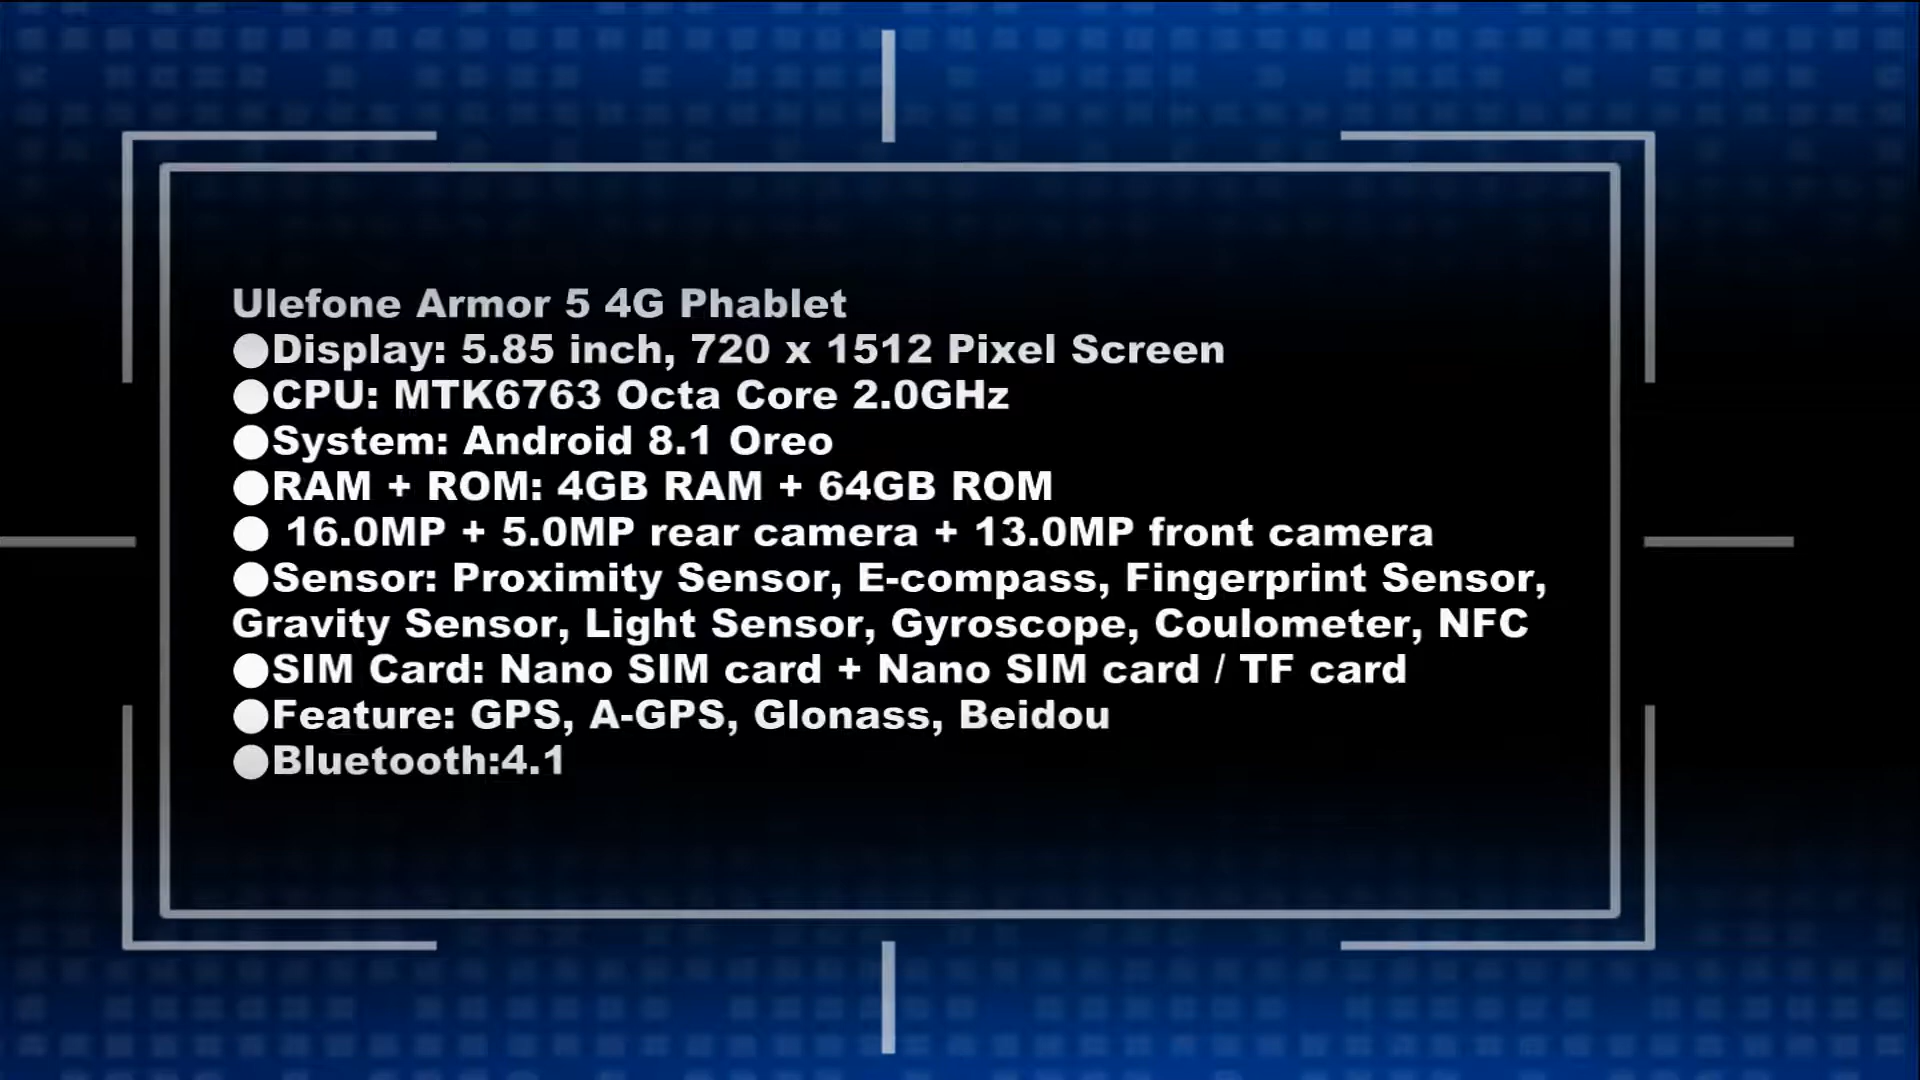 Ulefone Armor 5 4G Phablet
●Display: 5.85 inch, 720 x 1512 Pixel Screen
●CPU: MTK6763 Octa Core 2.0GHz
●System: Android 8.1 Oreo
●RAM + ROM: 4GB RAM + 64GB ROM
● 16.0MP + 5.0MP rear camera + 13.0MP front camera
●Sensor: Proximity Sensor, E-compass, Fingerprint Sensor,
Gravity Sensor, Light Sensor, Gyroscope, Coulometer, NFC
●SIM Card: Nano SIM card + Nano SIM card / TF card
●Feature: GPS, A-GPS, Glonass, Beidou
●Bluetooth:4.1